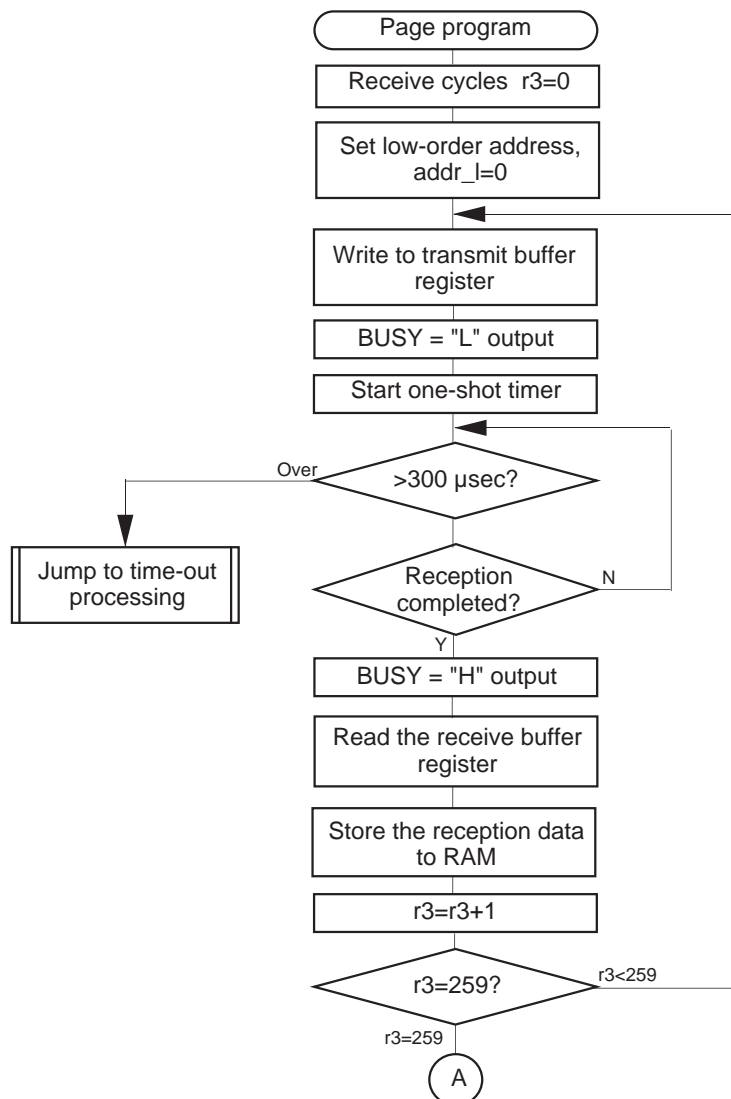 Page program
Receive cycles r3=0
Set low-order address,
addr_l=0
Write to transmit buffer
register
BUSY = "L" output
Start one-shot timer
Over
>300 μsec?
Jump to time-out
processing
Reception
completed?
N
Y
BUSY = "H" output
Read the receive buffer
register
Store the reception data
to RAM
r3=r3+1
r3=259?
r3<259
r3=259
A